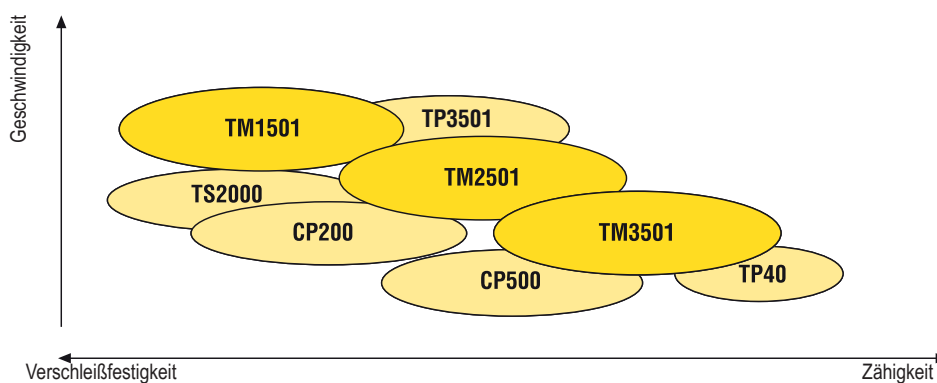 Geschwindigkeit
TM1501
TP3501
TM2501
TS2000
CP200
TM3501
CP500
TP40
Verschleißfestigkeit
Zähigkeit